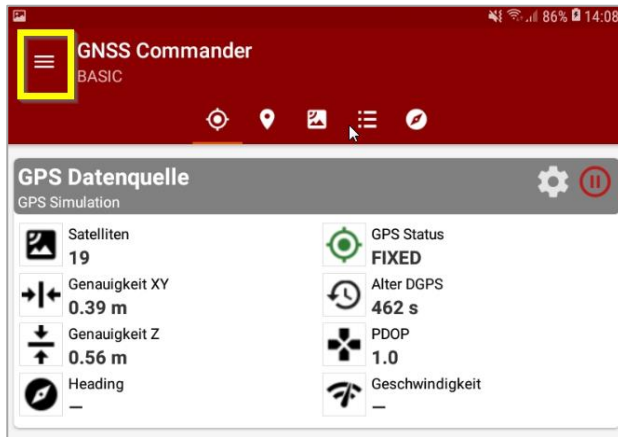 86% 14:08
GNSS Commander
BASIC
GPS Datenquelle
GPS Simulation
Satelliten
19
GPS Status
FIXED
Genauigkeit XY
0.39 m
Alter DGPS
462 s
Genauigkeit Z
0.56 m
PDOP
1.0
Heading
—
Geschwindigkeit
—